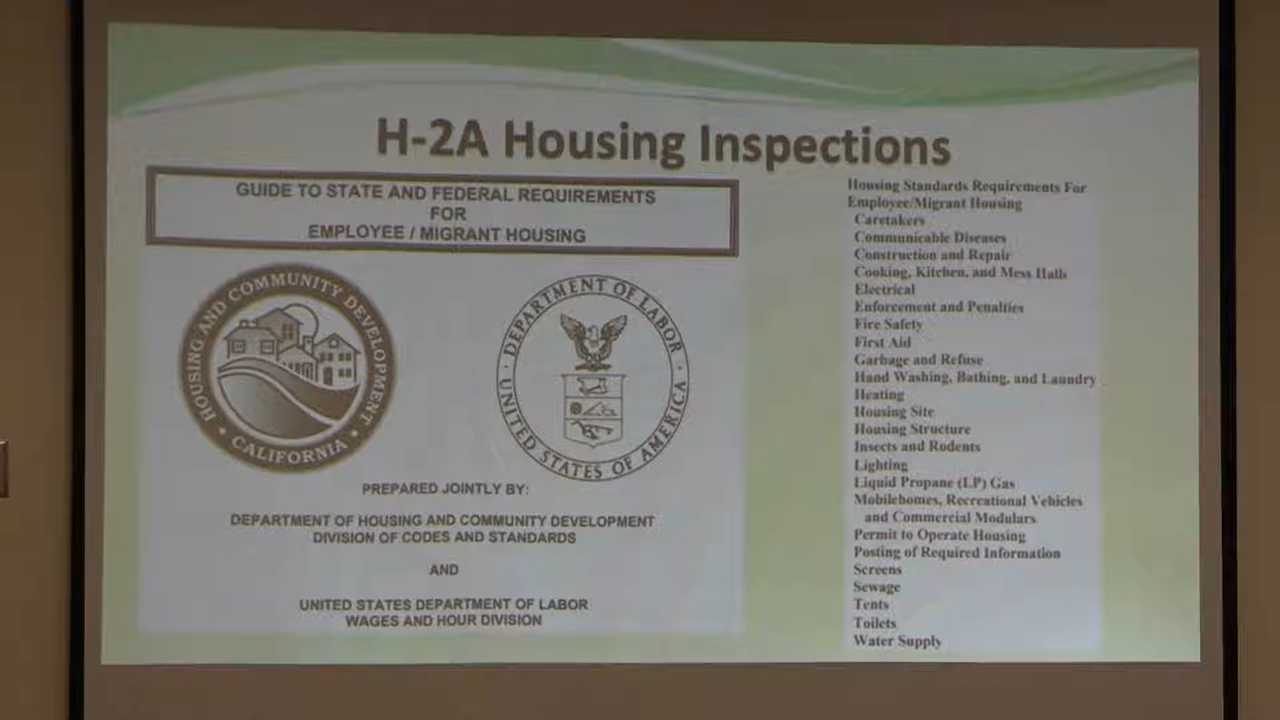 H-2A Housing Inspections
GUIDE TO STATE AND FEDERAL REQUIREMENTS
FOR
EMPLOYEE / MIGRANT HOUSING
HOUSING AND COMMUNITY DEVELOPMENT
• CALIFORNIA •
DEPARTMENT OF LABOR
UNITED STATES OF AMERICA
PREPARED JOINTLY BY:
DEPARTMENT OF HOUSING AND COMMUNITY DEVELOPMENT
DIVISION OF CODES AND STANDARDS
AND
UNITED STATES DEPARTMENT OF LABOR
WAGES AND HOUR DIVISION
Housing Standards Requirements For
Employee/Migrant Housing
Caretakers
Communicable Diseases
Construction and Repair
Cooking, Kitchen, and Mess Halls
Electrical
Enforcement and Penalties
Fire Safety
First Aid
Garbage and Refuse
Hand Washing, Bathing, and Laundry
Heating
Housing Site
Housing Structure
Insects and Rodents
Lighting
Liquid Propane (LP) Gas
Mobilehomes, Recreational Vehicles
and Commercial Modulars
Permit to Operate Housing
Posting of Required Information
Screens
Sewage
Tents
Toilets
Water Supply